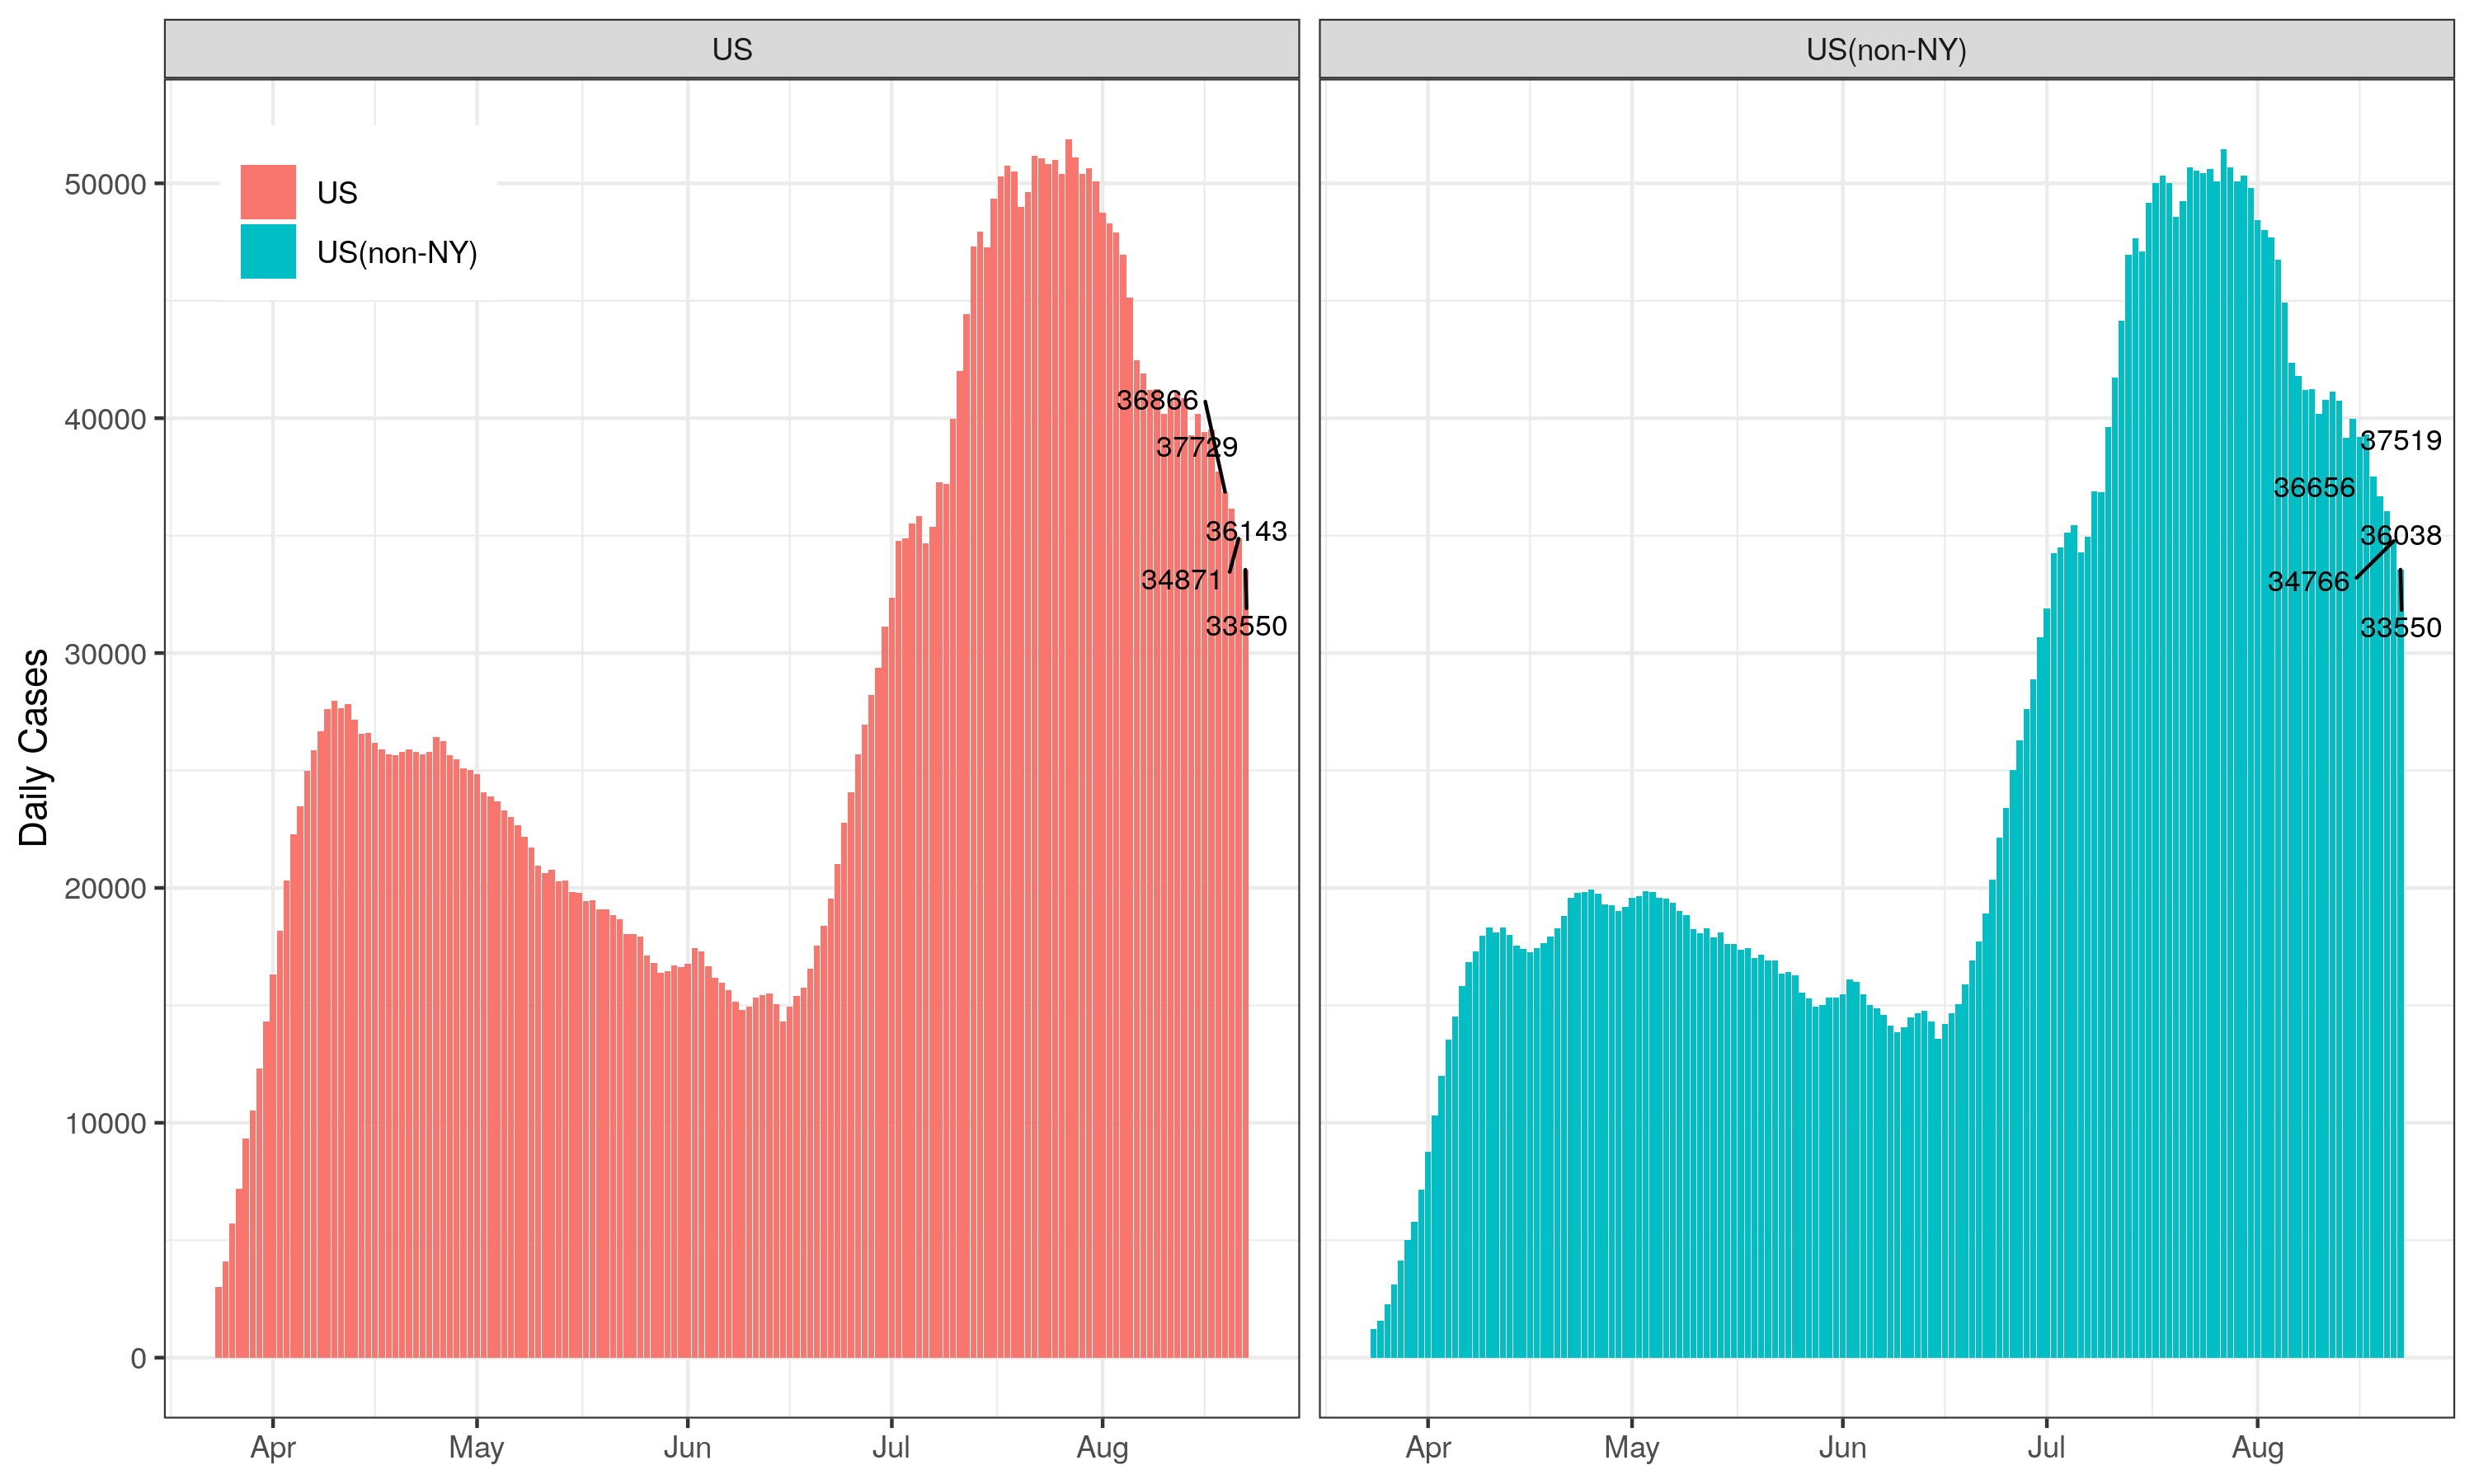 US
US(non-NY)
US
US(non-NY)
Daily Cases
50000
40000
30000
20000
10000
0
36866
37729
36143
34871
33550
37519
36656
36038
34766
33550
Apr
May
Jun
Jul
Aug
Apr
May
Jun
Jul
Aug